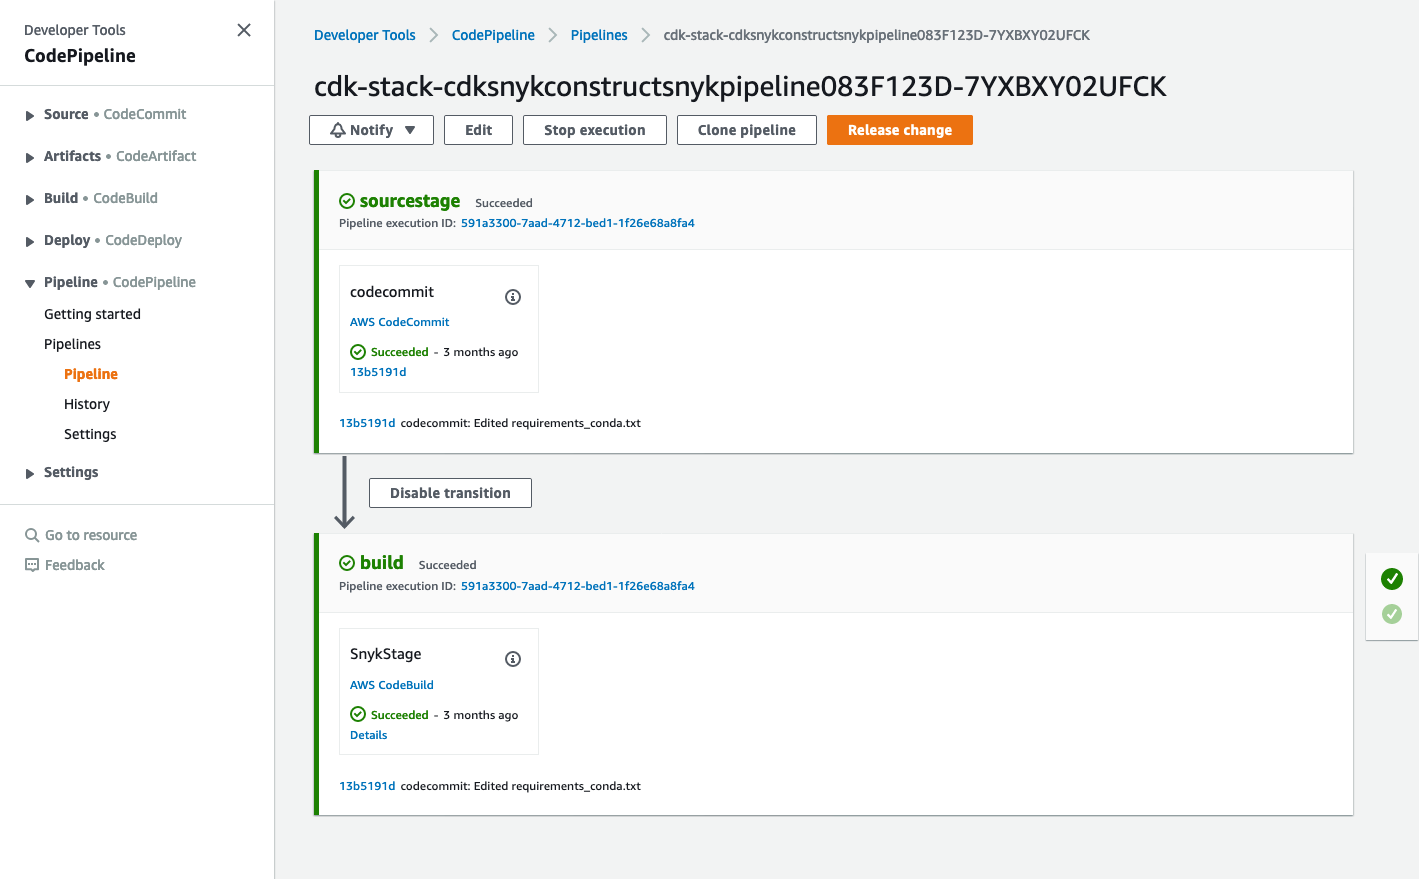 Developer Tools
CodePipeline
Source • CodeCommit
Artifacts • CodeArtifact
Build • CodeBuild
Deploy • CodeDeploy
Pipeline • CodePipeline
Getting started
Pipelines
Pipeline
History
Settings
Settings
Go to resource
Feedback
Developer Tools > CodePipeline > Pipelines > cdk-stack-cdksnykconstructsnykpipeline083F123D-7YXBXY02UFCK
cdk-stack-cdksnykconstructsnykpipeline083F123D-7YXBXY02UFCK
Notify Edit Stop execution Clone pipeline Release change
sourcestage Succeeded
Pipeline execution ID: 591a3300-7aad-4712-bed1-1f26e68a8fa4
codecommit
AWS CodeCommit
Succeeded - 3 months ago
13b5191d
13b5191d codecommit: Edited requirements_conda.txt
Disable transition
build Succeeded
Pipeline execution ID: 591a3300-7aad-4712-bed1-1f26e68a8fa4
SnykStage
AWS CodeBuild
Succeeded - 3 months ago
Details
13b5191d codecommit: Edited requirements_conda.txt